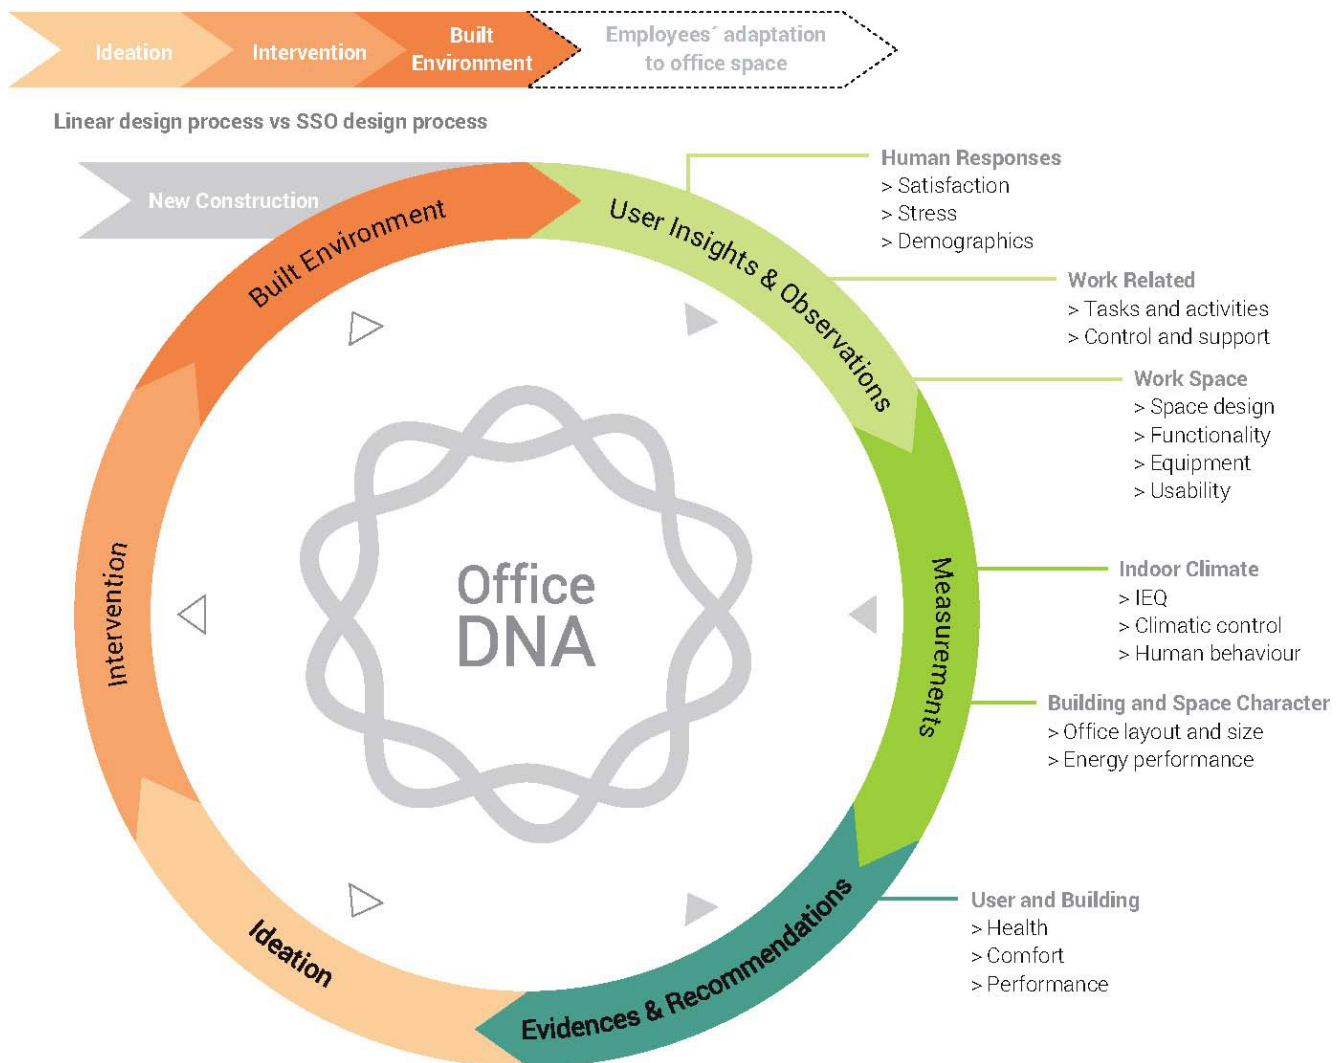 Ideation
Intervention
Built
Environment
Employees´ adaptation
to office space
Linear design process vs SSO design process
New Construction
Built Environment
User Insights & Observations
Human Responses
> Satisfaction
> Stress
> Demographics
Work Related
> Tasks and activities
> Control and support
Work Space
> Space design
> Functionality
> Equipment
> Usability
Measurements
Indoor Climate
> IEQ
> Climatic control
> Human behaviour
Building and Space Character
> Office layout and size
> Energy performance
Evidences & Recommendations
User and Building
> Health
> Comfort
> Performance
Ideation
Intervention
Office
DNA